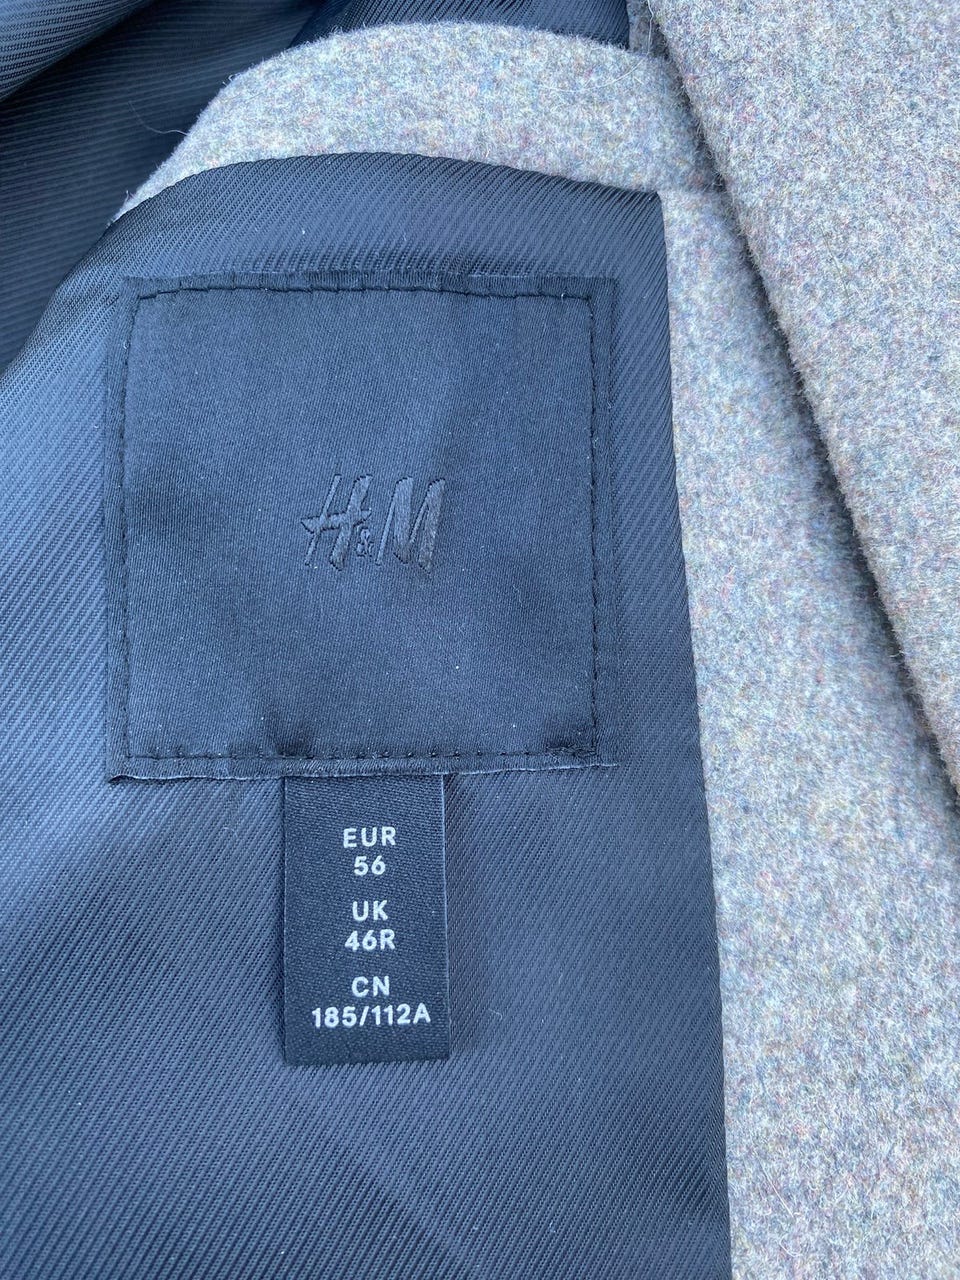 H&M
EUR
56
UK
46R
CN
185/112A